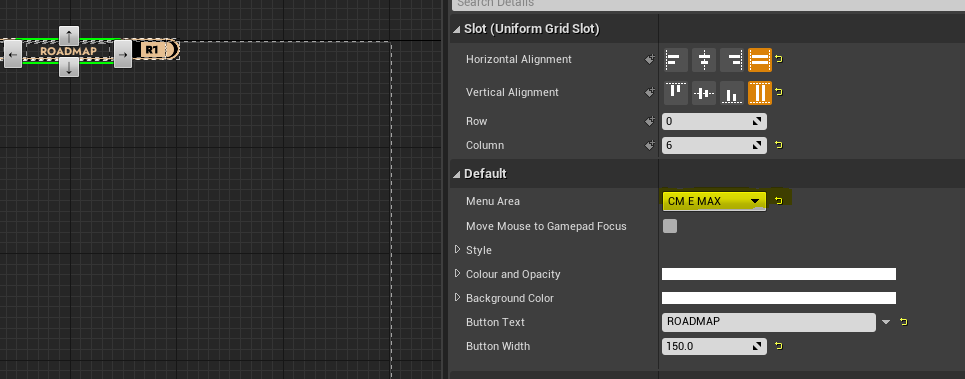 Search Details
Slot (Uniform Grid Slot)
ROADMAP R1
Horizontal Alignment
Vertical Alignment
Row 0
Column 6
Default
Menu Area CM E MAX
Move Mouse to Gamepad Focus
Style
Colour and Opacity
Background Color
Button Text ROADMAP
Button Width 150.0